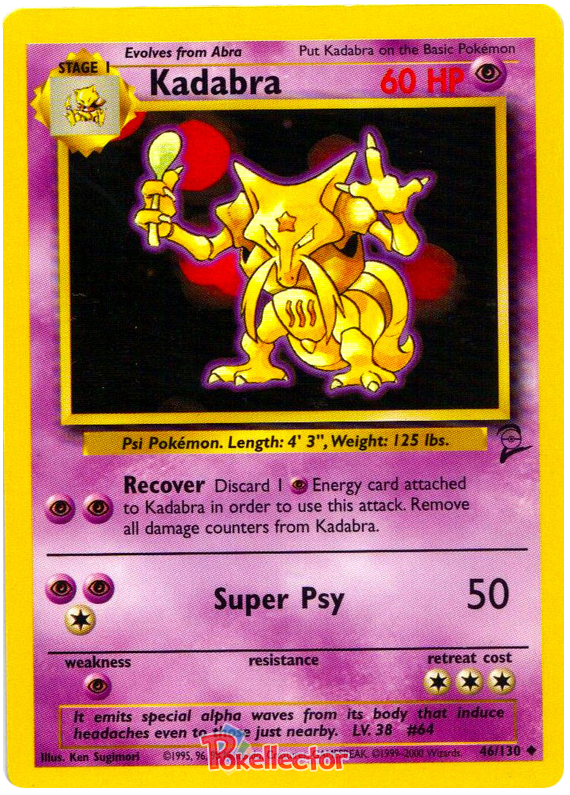 Evolves from Abra Put Kadabra on the Basic Pokémon
STAGE 1
Kadabra 60 HP
Psi Pokémon. Length: 4' 3", Weight: 125 lbs.
Recover Discard 1 Energy card attached
to Kadabra in order to use this attack. Remove
all damage counters from Kadabra.
Super Psy 50
weakness resistance retreat cost
It emits special alpha waves from its body that induce
headaches even to those just nearby. LV. 38 #64
Illus. Ken Sugimori ©1995, 96, ©1999-2000 Wizards. 46/130
Pokellector